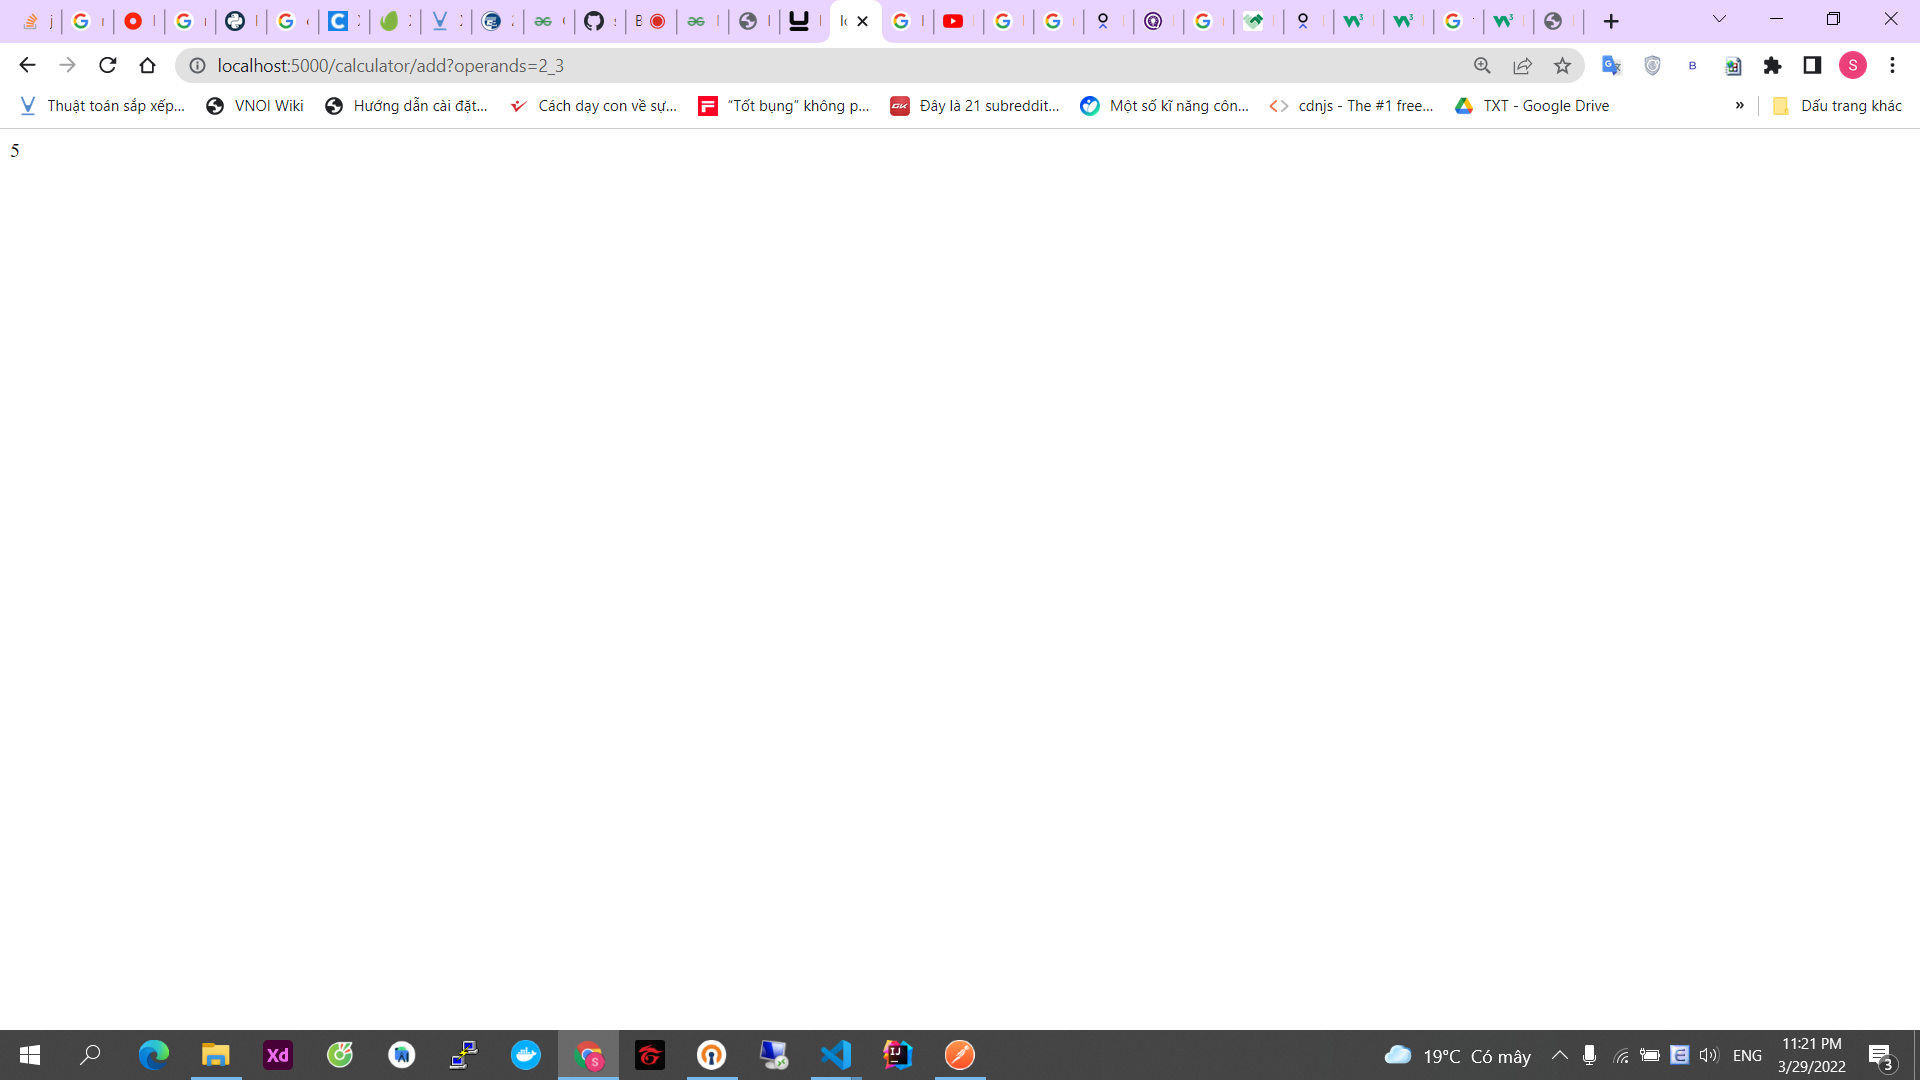 localhost:5000/calculator/add?operands=2_3
S
Thuật toán sắp xếp...
VNOI Wiki
Hướng dẫn cài đặt...
Cách dạy con về sự...
“Tốt bụng” không p...
Đây là 21 subreddit...
Một số kĩ năng côn...
cdnjs - The #1 free...
TXT - Google Drive
»
Dấu trang khác
5
Xd
19°C Có mây
ENG
11:21 PM
3/29/2022
3